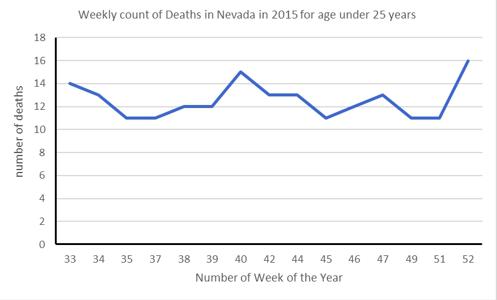 Weekly count of Deaths in Nevada in 2015 for age under 25 years
18
16
14
12
10
8
6
4
2
0
number of deaths
33 34 35 37 38 39 40 42 44 45 46 47 49 51 52
Number of Week of the Year